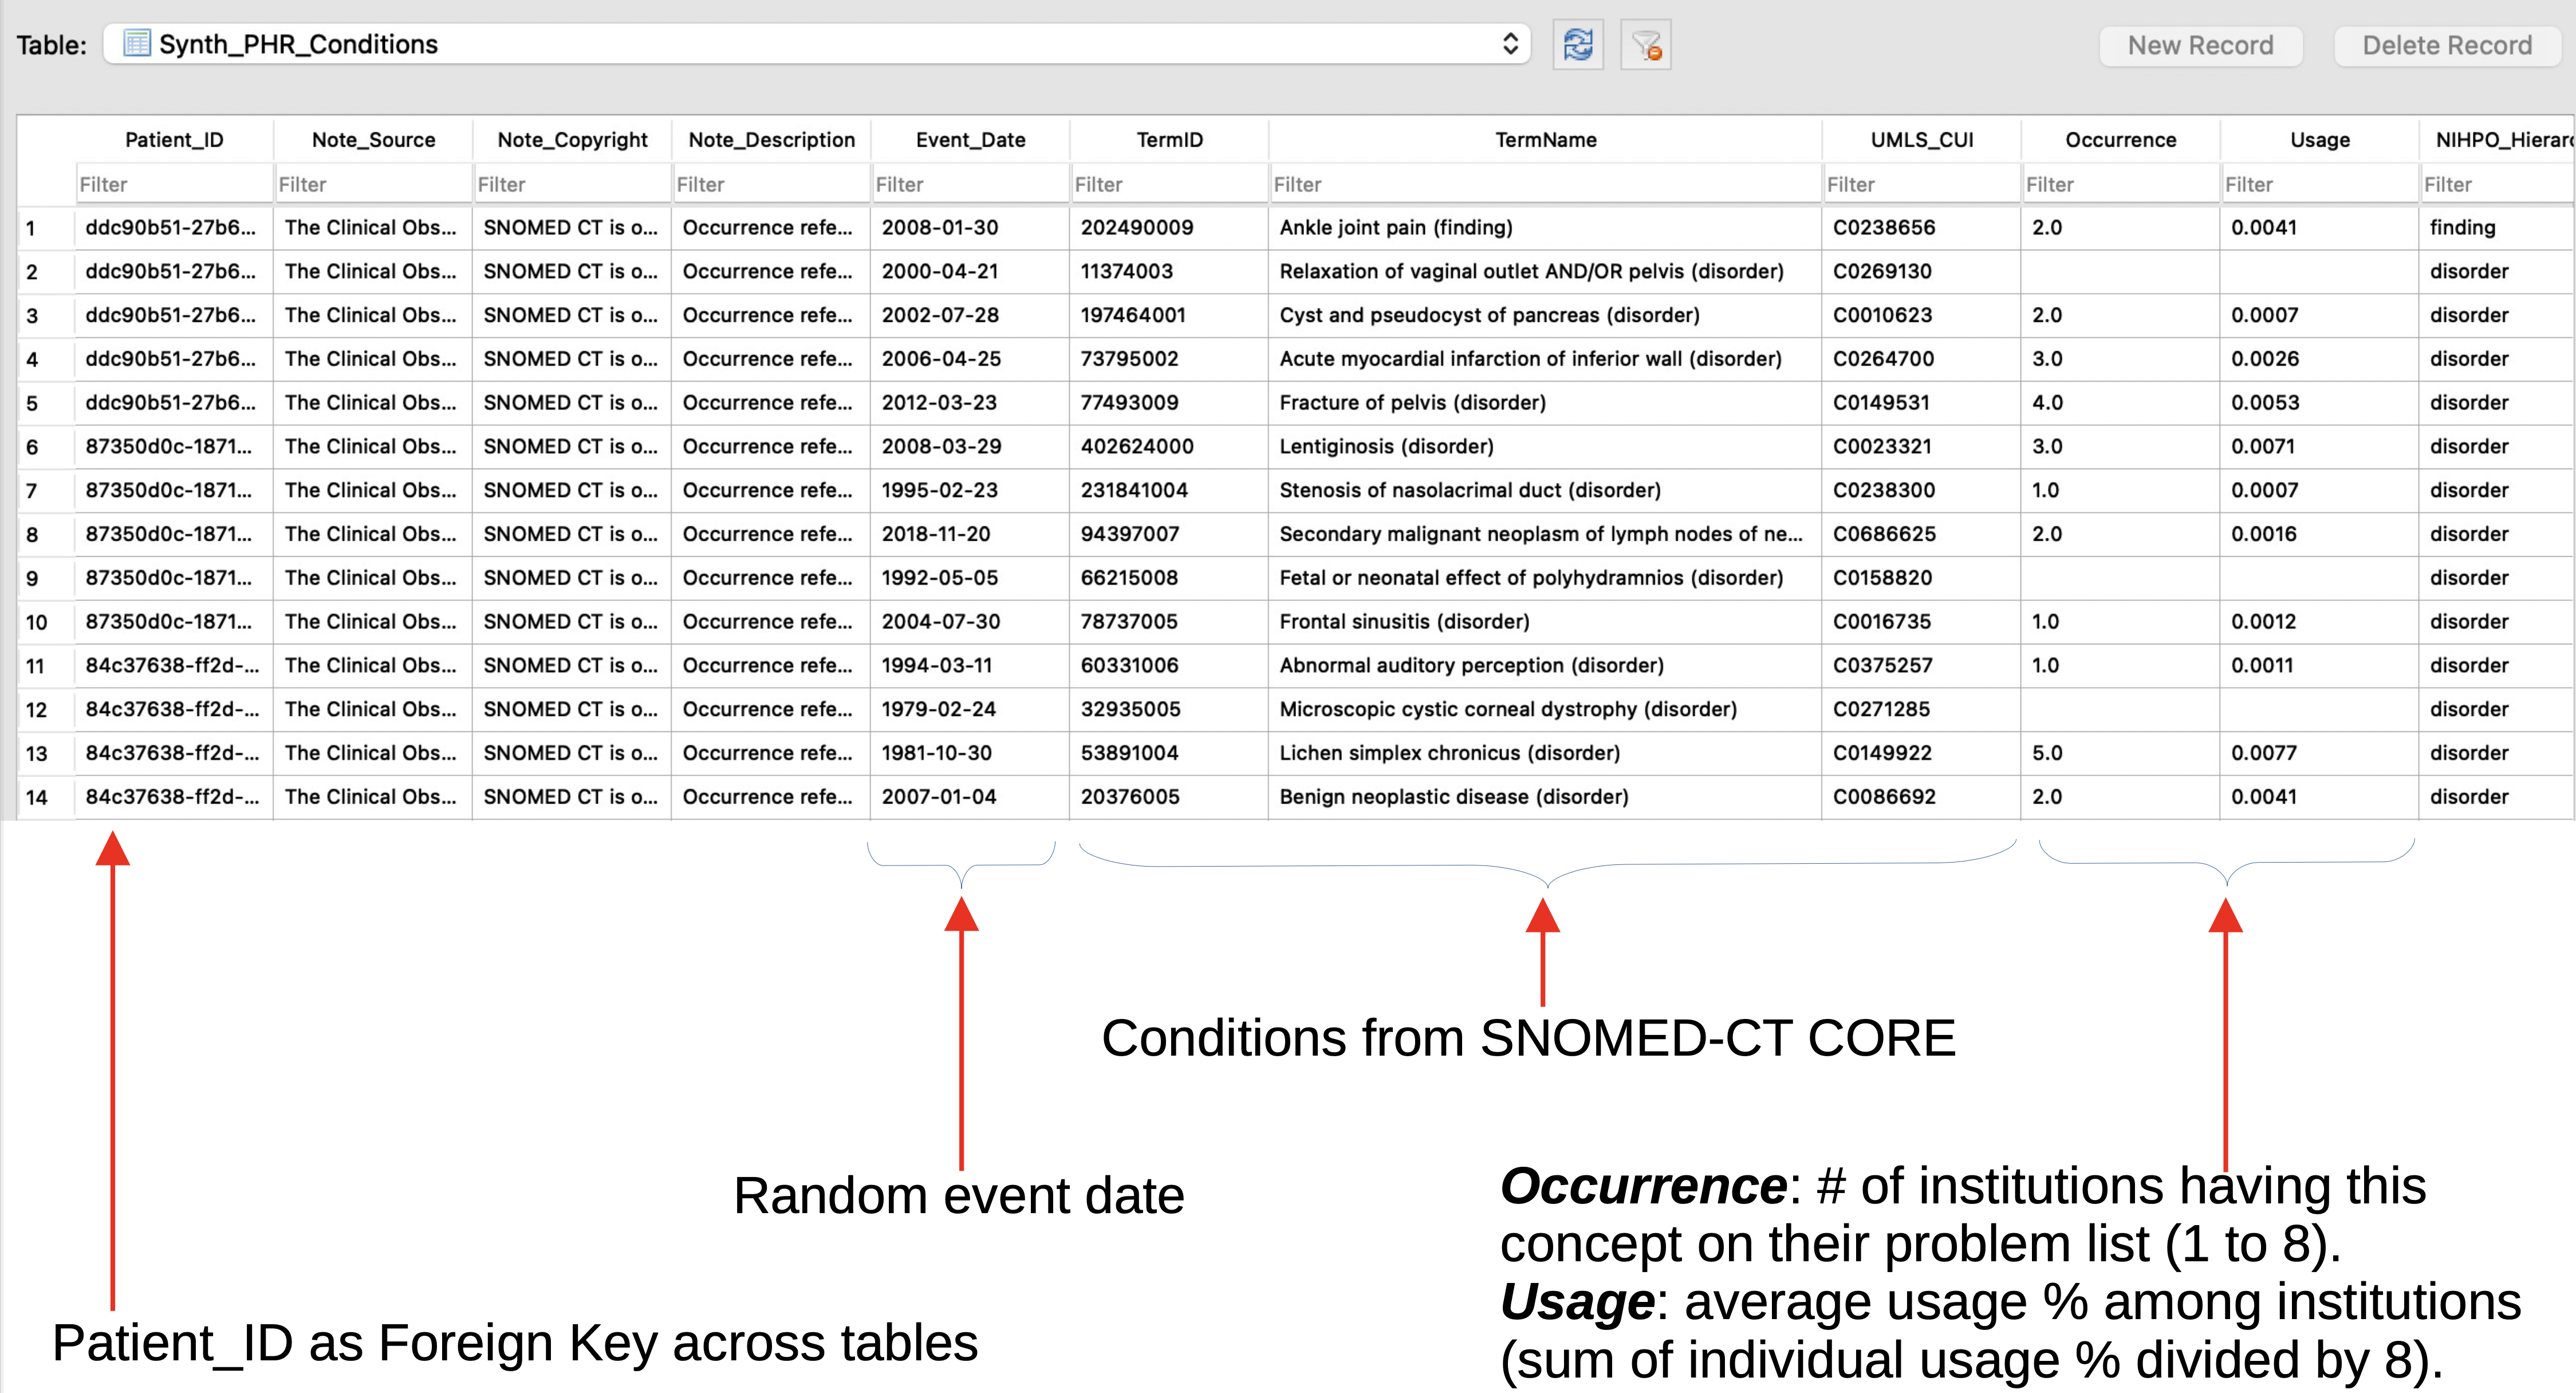 Table: Synth_PHR_Conditions New Record Delete Record
Patient_ID Note_Source Note_Copyright Note_Description Event_Date TermID TermName UMLS_CUI Occurrence Usage NIHPO_Hierarc
Filter Filter Filter Filter Filter Filter Filter Filter Filter Filter Filter
1 ddc90b51-27b6... The Clinical Obs... SNOMED CT is o... Occurrence refe... 2008-01-30 202490009 Ankle joint pain (finding) C0238656 2.0 0.0041 finding
2 ddc90b51-27b6... The Clinical Obs... SNOMED CT is o... Occurrence refe... 2000-04-21 11374003 Relaxation of vaginal outlet AND/OR pelvis (disorder) C0269130 disorder
3 ddc90b51-27b6... The Clinical Obs... SNOMED CT is o... Occurrence refe... 2002-07-28 197464001 Cyst and pseudocyst of pancreas (disorder) C0010623 2.0 0.0007 disorder
4 ddc90b51-27b6... The Clinical Obs... SNOMED CT is o... Occurrence refe... 2006-04-25 73795002 Acute myocardial infarction of inferior wall (disorder) C0264700 3.0 0.0026 disorder
5 ddc90b51-27b6... The Clinical Obs... SNOMED CT is o... Occurrence refe... 2012-03-23 77493009 Fracture of pelvis (disorder) C0149531 4.0 0.0053 disorder
6 87350d0c-1871... The Clinical Obs... SNOMED CT is o... Occurrence refe... 2008-03-29 402624000 Lentiginosis (disorder) C0023321 3.0 0.0071 disorder
7 87350d0c-1871... The Clinical Obs... SNOMED CT is o... Occurrence refe... 1995-02-23 231841004 Stenosis of nasolacrimal duct (disorder) C0238300 1.0 0.0007 disorder
8 87350d0c-1871... The Clinical Obs... SNOMED CT is o... Occurrence refe... 2018-11-20 94397007 Secondary malignant neoplasm of lymph nodes of ne... C0686625 2.0 0.0016 disorder
9 87350d0c-1871... The Clinical Obs... SNOMED CT is o... Occurrence refe... 1992-05-05 66215008 Fetal or neonatal effect of polyhydramnios (disorder) C0158820 disorder
10 87350d0c-1871... The Clinical Obs... SNOMED CT is o... Occurrence refe... 2004-07-30 78737005 Frontal sinusitis (disorder) C0016735 1.0 0.0012 disorder
11 84c37638-ff2d-... The Clinical Obs... SNOMED CT is o... Occurrence refe... 1994-03-11 60331006 Abnormal auditory perception (disorder) C0375257 1.0 0.0011 disorder
12 84c37638-ff2d-... The Clinical Obs... SNOMED CT is o... Occurrence refe... 1979-02-24 32935005 Microscopic cystic corneal dystrophy (disorder) C0271285 disorder
13 84c37638-ff2d-... The Clinical Obs... SNOMED CT is o... Occurrence refe... 1981-10-30 53891004 Lichen simplex chronicus (disorder) C0149922 5.0 0.0077 disorder
14 84c37638-ff2d-... The Clinical Obs... SNOMED CT is o... Occurrence refe... 2007-01-04 20376005 Benign neoplastic disease (disorder) C0086692 2.0 0.0041 disorder
Conditions from SNOMED-CT CORE
Random event date
Occurrence: # of institutions having this
concept on their problem list (1 to 8).
Usage: average usage % among institutions
(sum of individual usage % divided by 8).
Patient_ID as Foreign Key across tables